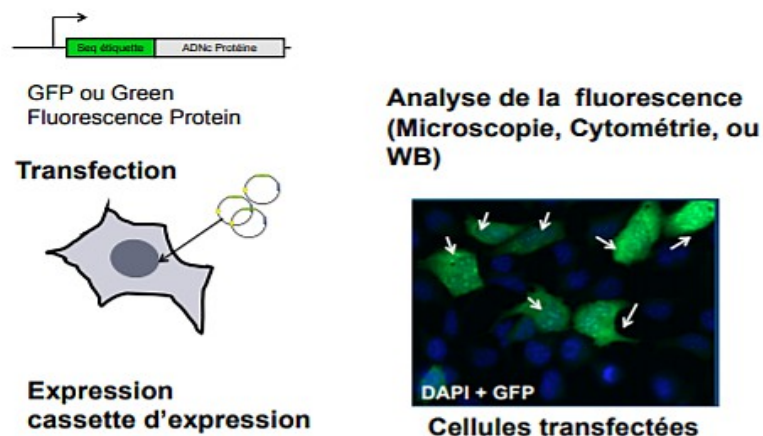 Seq étiquette ADNc Protéine
GFP ou Green
Fluorescence Protein
Transfection
Expression
cassette d'expression
Analyse de la fluorescence
(Microscopie, Cytométrie, ou
WB)
DAPI + GFP
Cellules transfectées